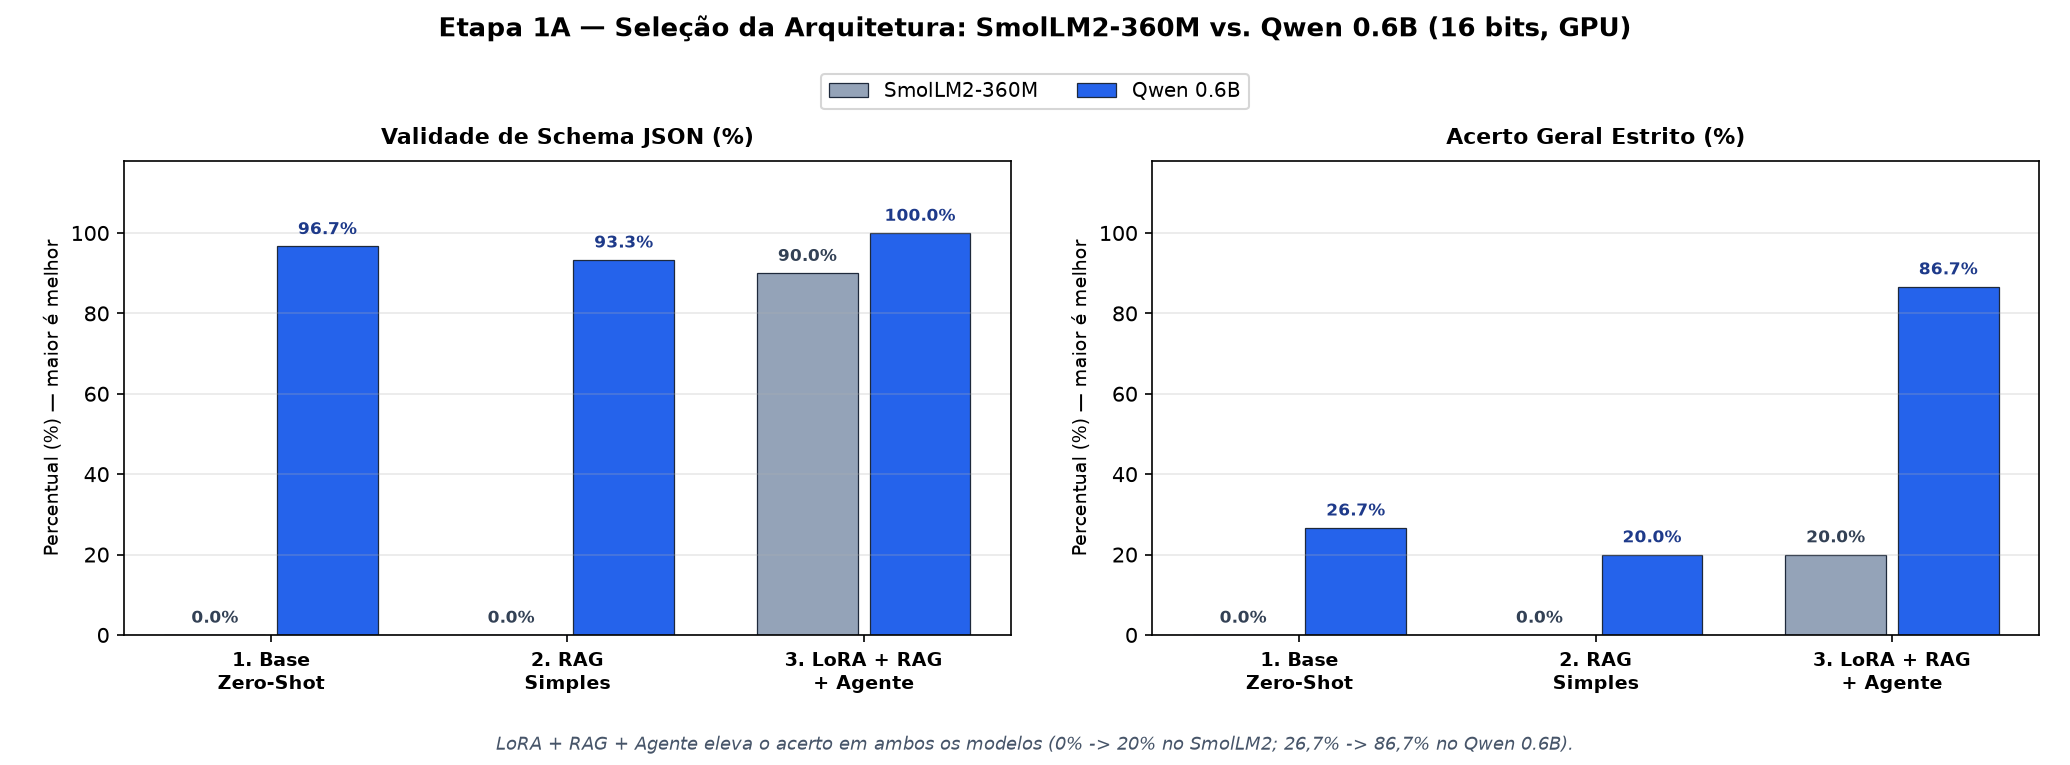 Etapa 1A — Seleção da Arquitetura: SmolLM2-360M vs. Qwen 0.6B (16 bits, GPU)
SmolLM2-360M
Qwen 0.6B
Validade de Schema JSON (%)
Percentual (%) — maior é melhor
100
80
60
40
20
0
0.0%
96.7%
0.0%
93.3%
90.0%
100.0%
1. Base
Zero-Shot
2. RAG
Simples
3. LoRA + RAG
+ Agente
Acerto Geral Estrito (%)
Percentual (%) — maior é melhor
100
80
60
40
20
0
0.0%
26.7%
0.0%
20.0%
20.0%
86.7%
1. Base
Zero-Shot
2. RAG
Simples
3. LoRA + RAG
+ Agente
LoRA + RAG + Agente eleva o acerto em ambos os modelos (0% -> 20% no SmolLM2; 26,7% -> 86,7% no Qwen 0.6B).